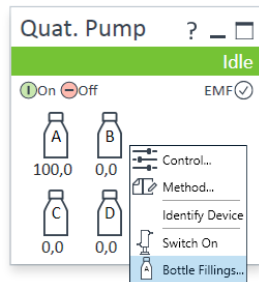 Quat. Pump ?
Idle
On Off EMF
A B
100,0 0,0
C D
0,0 0,0
Control...
Method...
Identify Device
Switch On
A Bottle Fillings...